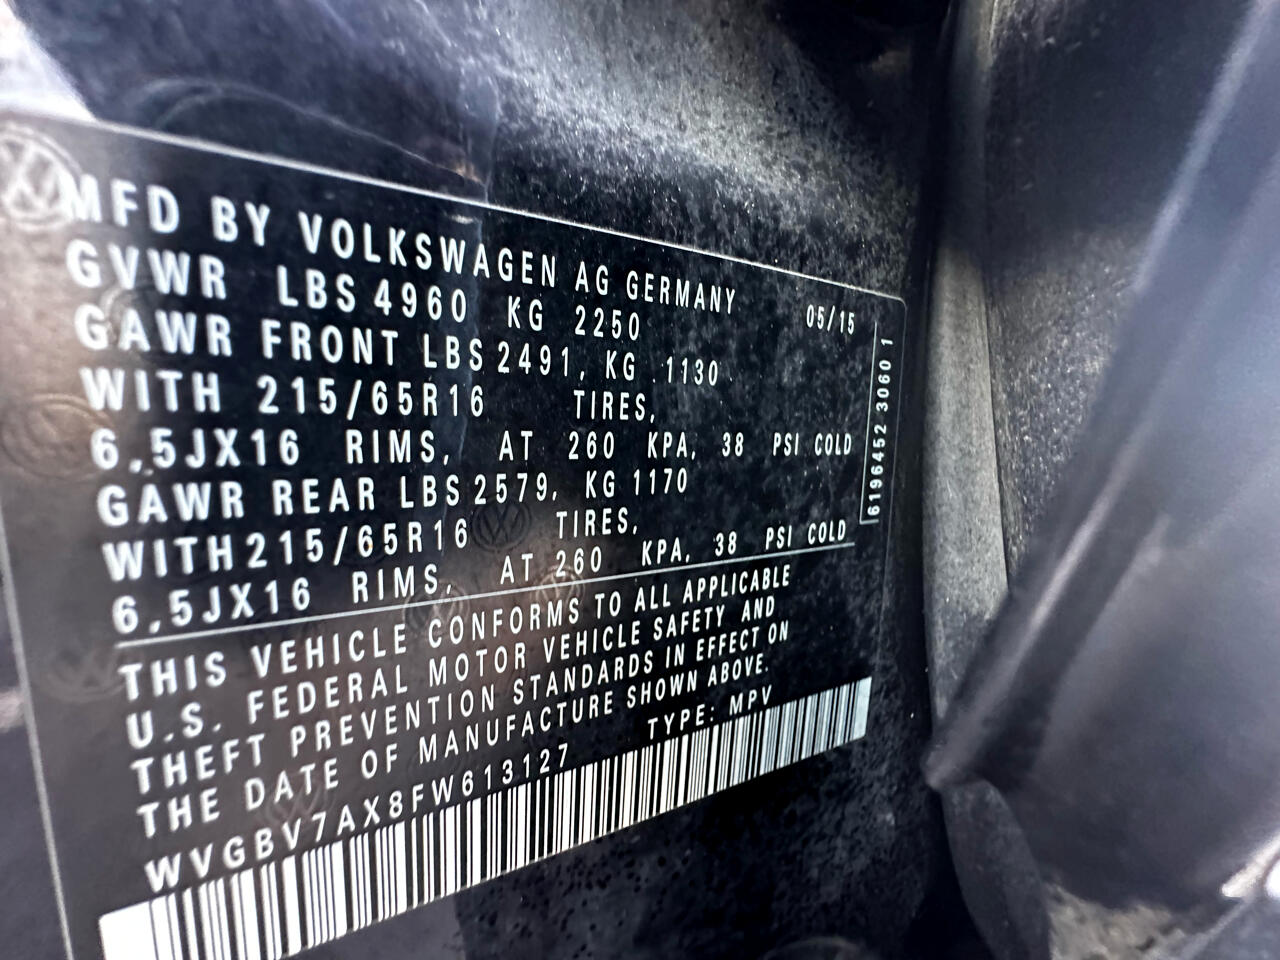 MFD BY VOLKSWAGEN AG GERMANY 05/15
GVWR LBS 4960 KG 2250
GAWR FRONT LBS 2491, KG .1130
WITH 215/65R16 TIRES,
6.5JX16 RIMS, AT 260 KPA, 38 PSI COLD
GAWR REAR LBS 2579, KG 1170
WITH 215/65R16 TIRES,
6.5JX16 RIMS, AT 260 KPA, 38 PSI COLD
6196452 3060 1
THIS VEHICLE CONFORMS TO ALL APPLICABLE
U.S. FEDERAL MOTOR VEHICLE SAFETY AND
THEFT PREVENTION STANDARDS IN EFFECT ON
THE DATE OF MANUFACTURE SHOWN ABOVE.
WVGBV7AX8FW613127 TYPE: MPV